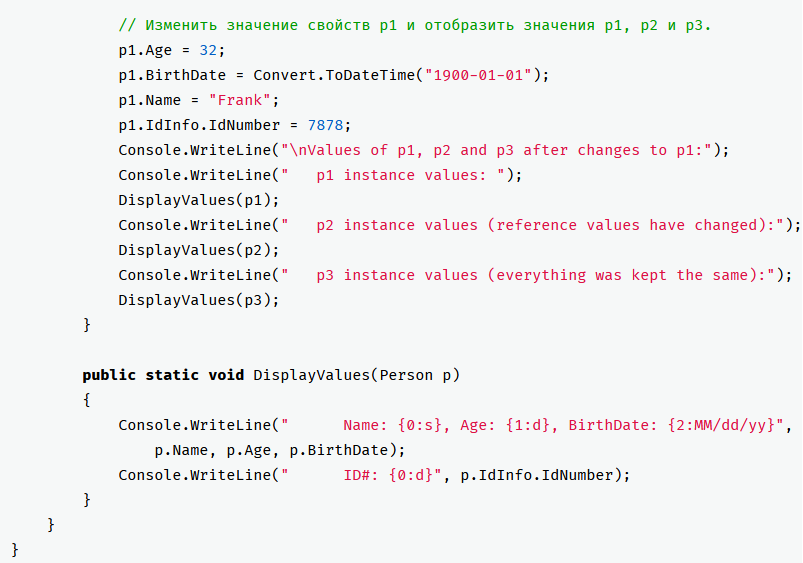 // Изменить значение свойств p1 и отобразить значения p1, p2 и p3.
p1.Age = 32;
p1.BirthDate = Convert.ToDateTime("1900-01-01");
p1.Name = "Frank";
p1.IdInfo.IdNumber = 7878;
Console.WriteLine("\nValues of p1, p2 and p3 after changes to p1:");
Console.WriteLine("   p1 instance values: ");
DisplayValues(p1);
Console.WriteLine("   p2 instance values (reference values have changed):");
DisplayValues(p2);
Console.WriteLine("   p3 instance values (everything was kept the same):");
DisplayValues(p3);
}
public static void DisplayValues(Person p)
{
Console.WriteLine("      Name: {0:s}, Age: {1:d}, BirthDate: {2:MM/dd/yy}",
p.Name, p.Age, p.BirthDate);
Console.WriteLine("      ID#: {0:d}", p.IdInfo.IdNumber);
}
}
}